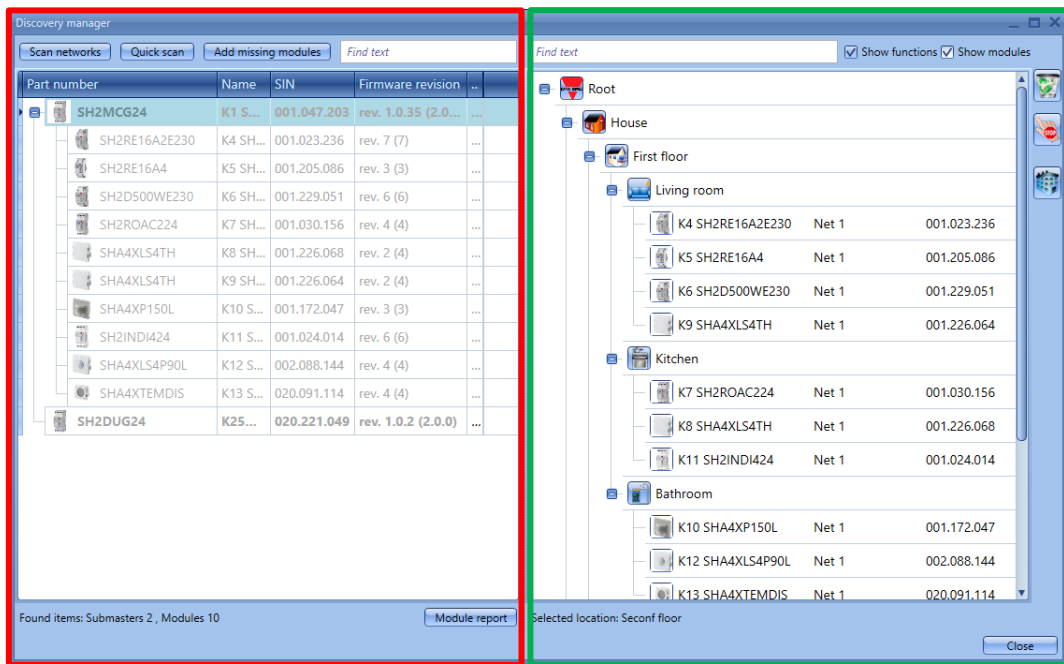 Discovery manager
Scan networks Quick scan Add missing modules Find text
Part number Name SIN Firmware revision ..
SH2MCG24 K1 S... 001.047.203 rev. 1.0.35 (2.0... ...
SH2RE16A2E230 K4 SH... 001.023.236 rev. 7 (7) ...
SH2RE16A4 K5 SH... 001.205.086 rev. 3 (3) ...
SH2D500WE230 K6 SH... 001.229.051 rev. 6 (6) ...
SH2ROAC224 K7 SH... 001.030.156 rev. 4 (4) ...
SHA4XLS4TH K8 SH... 001.226.068 rev. 2 (4) ...
SHA4XLS4TH K9 SH... 001.226.064 rev. 2 (4) ...
SHA4XP150L K10 S... 001.172.047 rev. 3 (3) ...
SH2INDI424 K11 S... 001.024.014 rev. 6 (6) ...
SHA4XLS4P90L K12 S... 002.088.144 rev. 4 (4) ...
SHA4XTEMDIS K13 S... 020.091.114 rev. 4 (4) ...
SH2DUG24 K25... 020.221.049 rev. 1.0.2 (2.0.0) ...
Found items: Submasters 2 , Modules 10 Module report
Find text Show functions Show modules
Root
House
First floor
Living room
K4 SH2RE16A2E230 Net 1 001.023.236
K5 SH2RE16A4 Net 1 001.205.086
K6 SH2D500WE230 Net 1 001.229.051
K9 SHA4XLS4TH Net 1 001.226.064
Kitchen
K7 SH2ROAC224 Net 1 001.030.156
K8 SHA4XLS4TH Net 1 001.226.068
K11 SH2INDI424 Net 1 001.024.014
Bathroom
K10 SHA4XP150L Net 1 001.172.047
K12 SHA4XLS4P90L Net 1 002.088.144
K13 SHA4XTEMDIS Net 1 020.091.114
Selected location: Seconf floor
Close